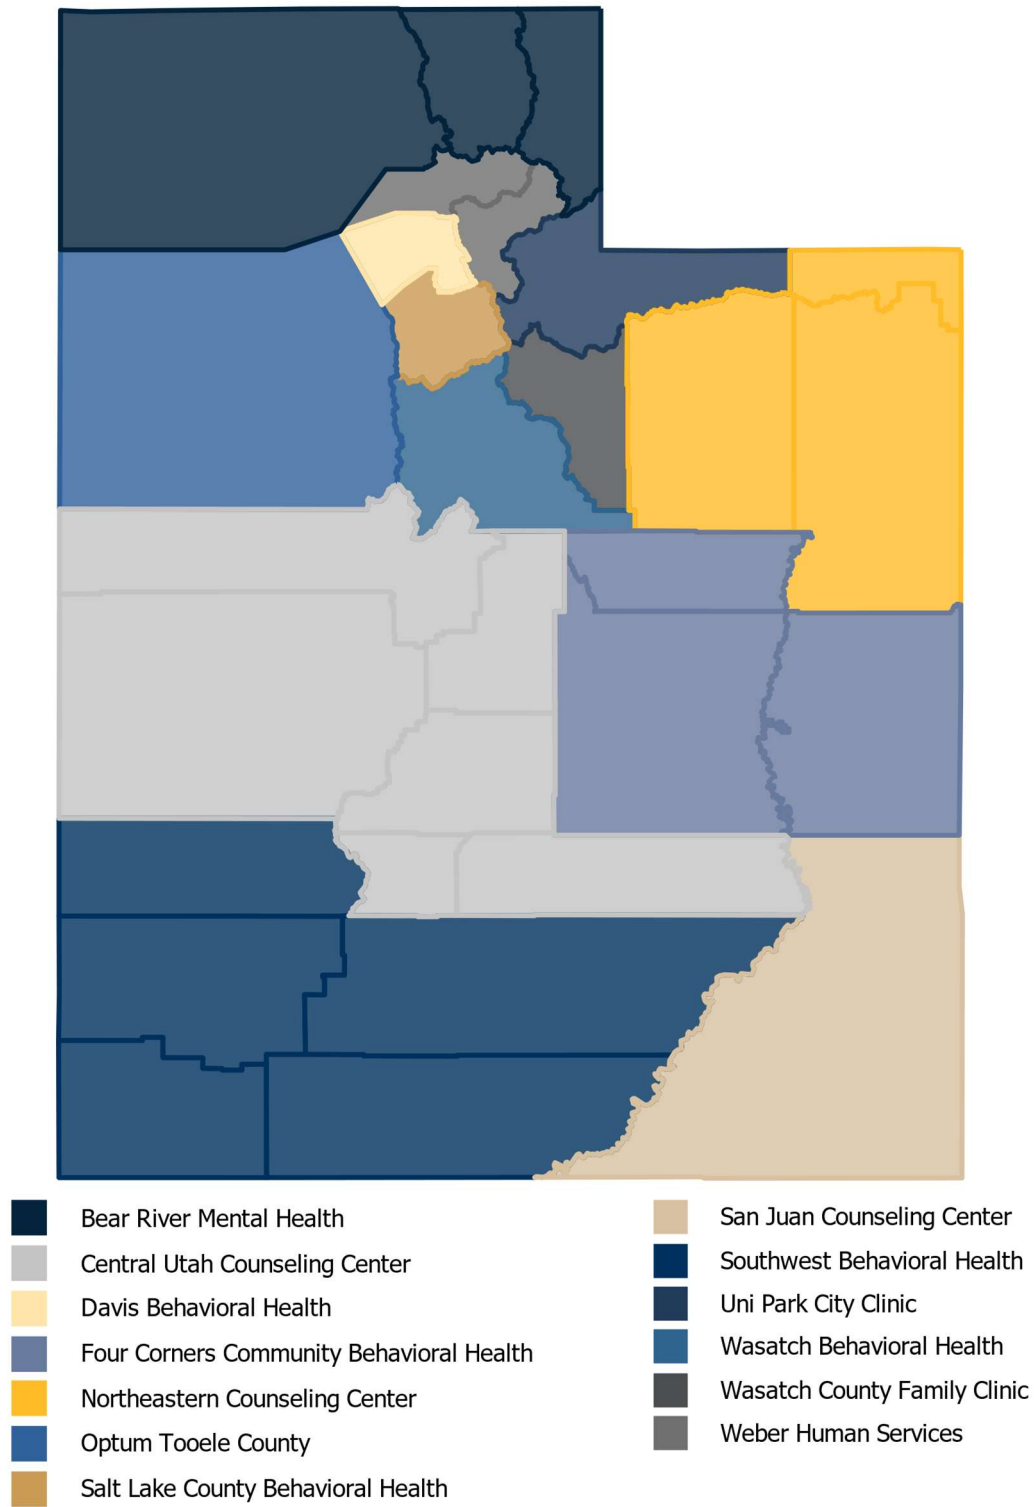 Bear River Mental Health
Central Utah Counseling Center
Davis Behavioral Health
Four Corners Community Behavioral Health
Northeastern Counseling Center
Optum Tooele County
Salt Lake County Behavioral Health
San Juan Counseling Center
Southwest Behavioral Health
Uni Park City Clinic
Wasatch Behavioral Health
Wasatch County Family Clinic
Weber Human Services